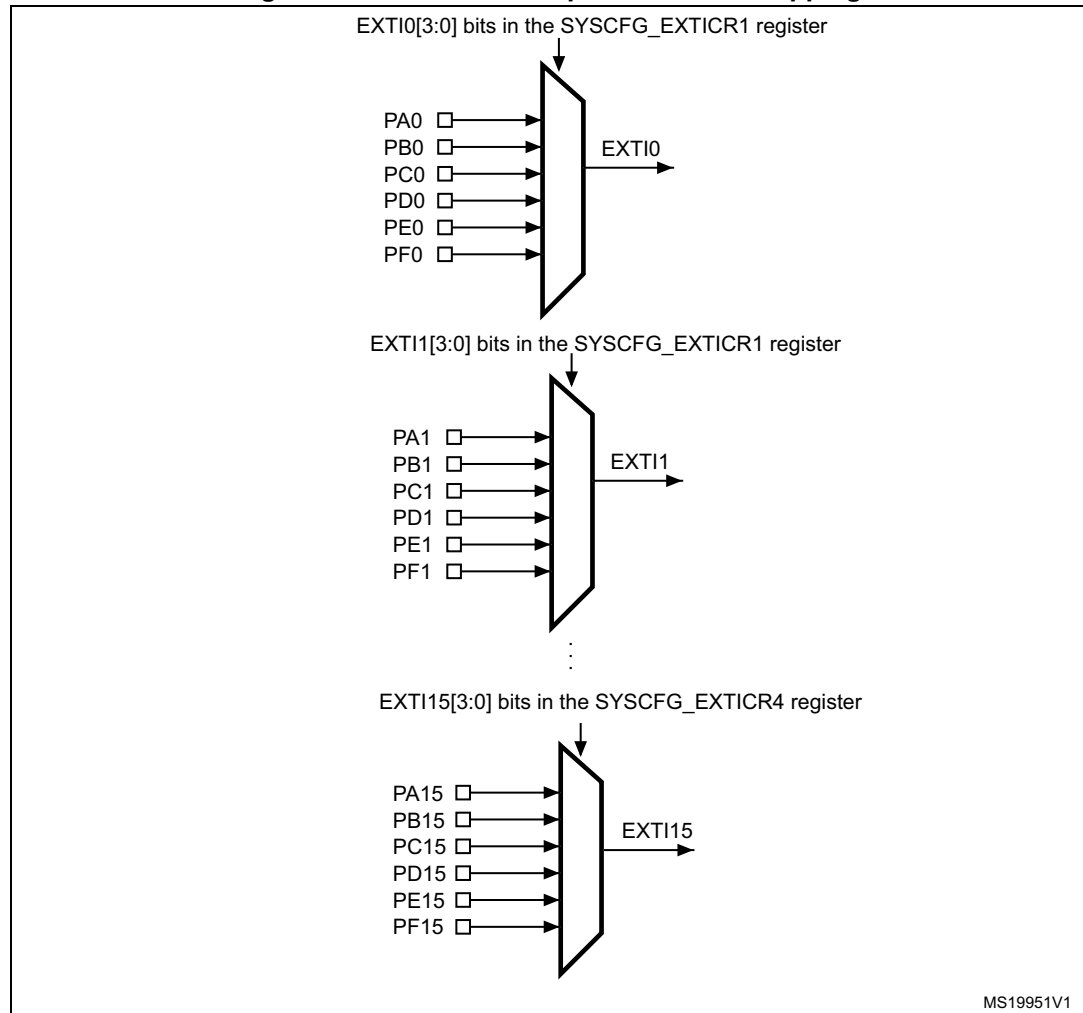 EXTI0[3:0] bits in the SYSCFG_EXTICR1 register
PA0
PB0
PC0
PD0
PE0
PF0
EXTI0
EXTI1[3:0] bits in the SYSCFG_EXTICR1 register
PA1
PB1
PC1
PD1
PE1
PF1
EXTI1
EXTI15[3:0] bits in the SYSCFG_EXTICR4 register
PA15
PB15
PC15
PD15
PE15
PF15
EXTI15
MS19951V1